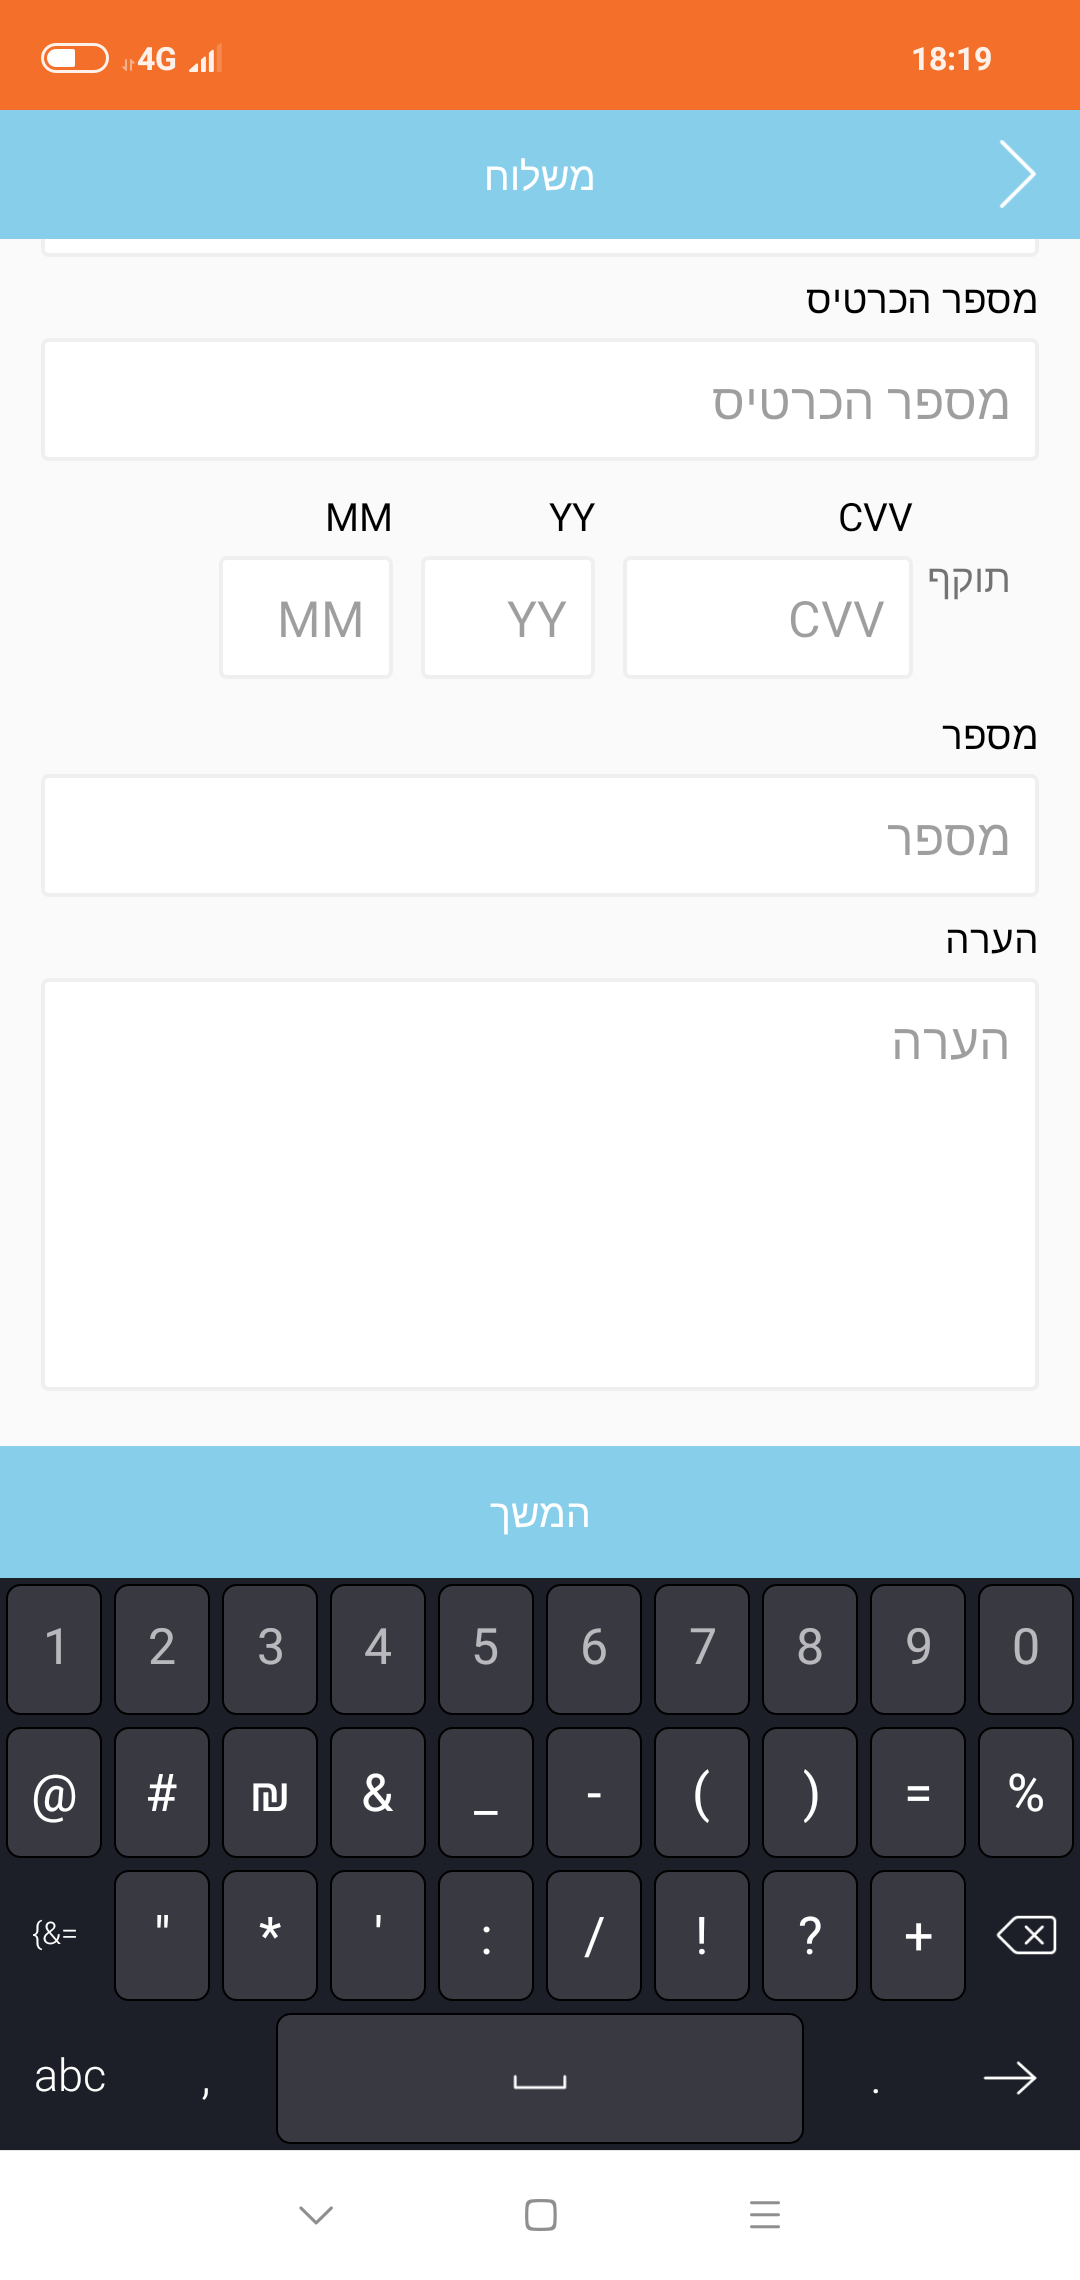 4G 18:19
משלוח
מספר הכרטיס
מספר הכרטיס
CVV YY MM
תוקף
CVV YY MM
מספר
מספר
הערה
הערה
המשך
1 2 3 4 5 6 7 8 9 0
@ # ₪ & _ - ( ) = %
{&= " * ' : / ! ? +
abc , .